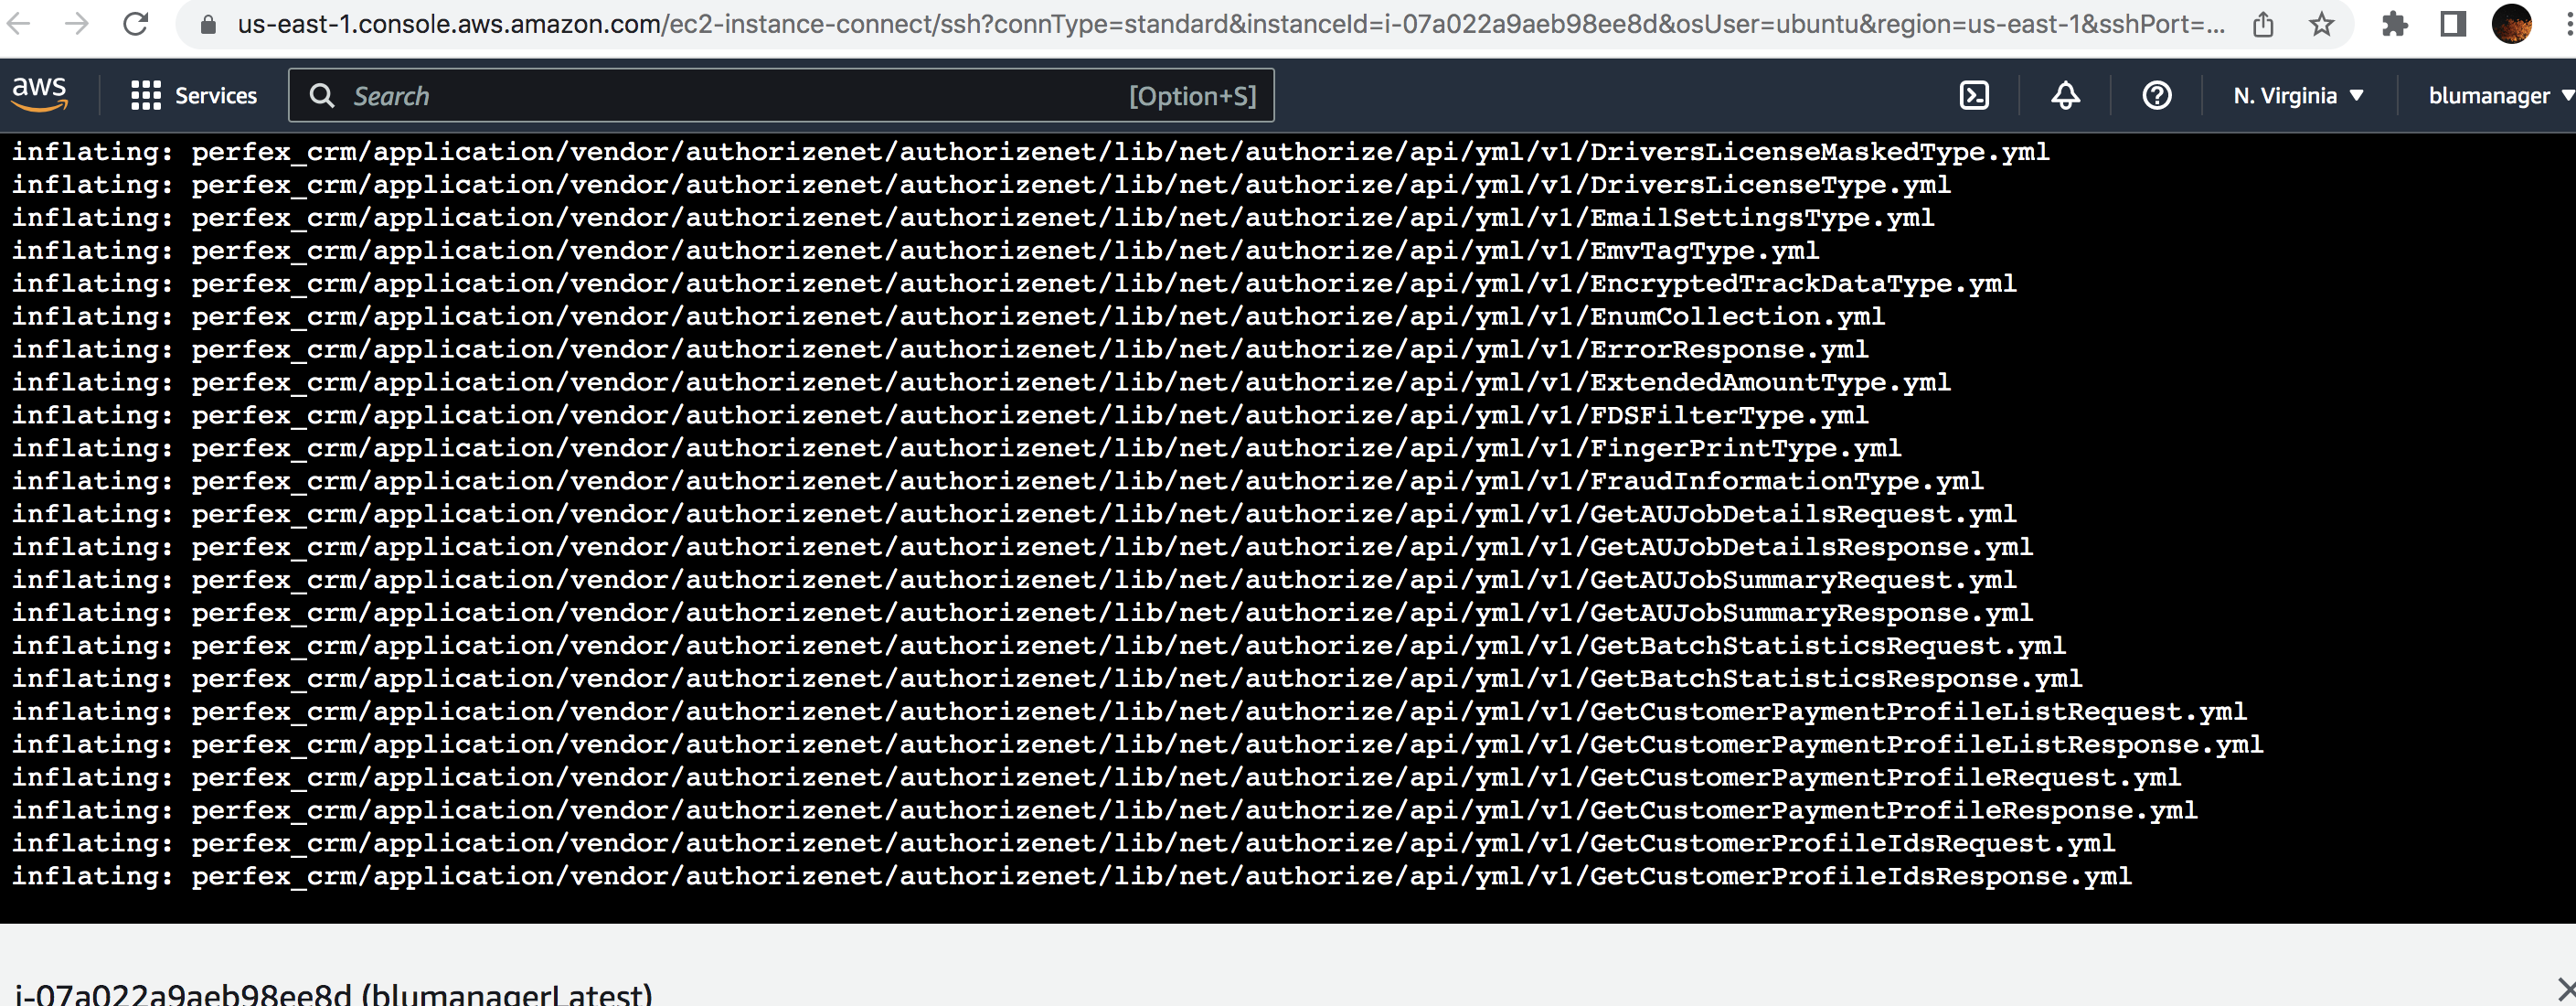 us-east-1.console.aws.amazon.com/ec2-instance-connect/ssh?connType=standard&instanceId=i-07a022a9aeb98ee8d&osUser=ubuntu&region=us-east-1&sshPort=...
aws Services Search [Option+S] N. Virginia blumanager
inflating: perfex_crm/application/vendor/authorizenet/authorizenet/lib/net/authorize/api/yml/v1/DriversLicenseMaskedType.yml
inflating: perfex_crm/application/vendor/authorizenet/authorizenet/lib/net/authorize/api/yml/v1/DriversLicenseType.yml
inflating: perfex_crm/application/vendor/authorizenet/authorizenet/lib/net/authorize/api/yml/v1/EmailSettingsType.yml
inflating: perfex_crm/application/vendor/authorizenet/authorizenet/lib/net/authorize/api/yml/v1/EmvTagType.yml
inflating: perfex_crm/application/vendor/authorizenet/authorizenet/lib/net/authorize/api/yml/v1/EncryptedTrackDataType.yml
inflating: perfex_crm/application/vendor/authorizenet/authorizenet/lib/net/authorize/api/yml/v1/EnumCollection.yml
inflating: perfex_crm/application/vendor/authorizenet/authorizenet/lib/net/authorize/api/yml/v1/ErrorResponse.yml
inflating: perfex_crm/application/vendor/authorizenet/authorizenet/lib/net/authorize/api/yml/v1/ExtendedAmountType.yml
inflating: perfex_crm/application/vendor/authorizenet/authorizenet/lib/net/authorize/api/yml/v1/FDSFilterType.yml
inflating: perfex_crm/application/vendor/authorizenet/authorizenet/lib/net/authorize/api/yml/v1/FingerPrintType.yml
inflating: perfex_crm/application/vendor/authorizenet/authorizenet/lib/net/authorize/api/yml/v1/FraudInformationType.yml
inflating: perfex_crm/application/vendor/authorizenet/authorizenet/lib/net/authorize/api/yml/v1/GetAUJobDetailsRequest.yml
inflating: perfex_crm/application/vendor/authorizenet/authorizenet/lib/net/authorize/api/yml/v1/GetAUJobDetailsResponse.yml
inflating: perfex_crm/application/vendor/authorizenet/authorizenet/lib/net/authorize/api/yml/v1/GetAUJobSummaryRequest.yml
inflating: perfex_crm/application/vendor/authorizenet/authorizenet/lib/net/authorize/api/yml/v1/GetAUJobSummaryResponse.yml
inflating: perfex_crm/application/vendor/authorizenet/authorizenet/lib/net/authorize/api/yml/v1/GetBatchStatisticsRequest.yml
inflating: perfex_crm/application/vendor/authorizenet/authorizenet/lib/net/authorize/api/yml/v1/GetBatchStatisticsResponse.yml
inflating: perfex_crm/application/vendor/authorizenet/authorizenet/lib/net/authorize/api/yml/v1/GetCustomerPaymentProfileListRequest.yml
inflating: perfex_crm/application/vendor/authorizenet/authorizenet/lib/net/authorize/api/yml/v1/GetCustomerPaymentProfileListResponse.yml
inflating: perfex_crm/application/vendor/authorizenet/authorizenet/lib/net/authorize/api/yml/v1/GetCustomerPaymentProfileRequest.yml
inflating: perfex_crm/application/vendor/authorizenet/authorizenet/lib/net/authorize/api/yml/v1/GetCustomerPaymentProfileResponse.yml
inflating: perfex_crm/application/vendor/authorizenet/authorizenet/lib/net/authorize/api/yml/v1/GetCustomerProfileIdsRequest.yml
inflating: perfex_crm/application/vendor/authorizenet/authorizenet/lib/net/authorize/api/yml/v1/GetCustomerProfileIdsResponse.yml
i-07a022a9aeb98ee8d (blumanagerLatest)